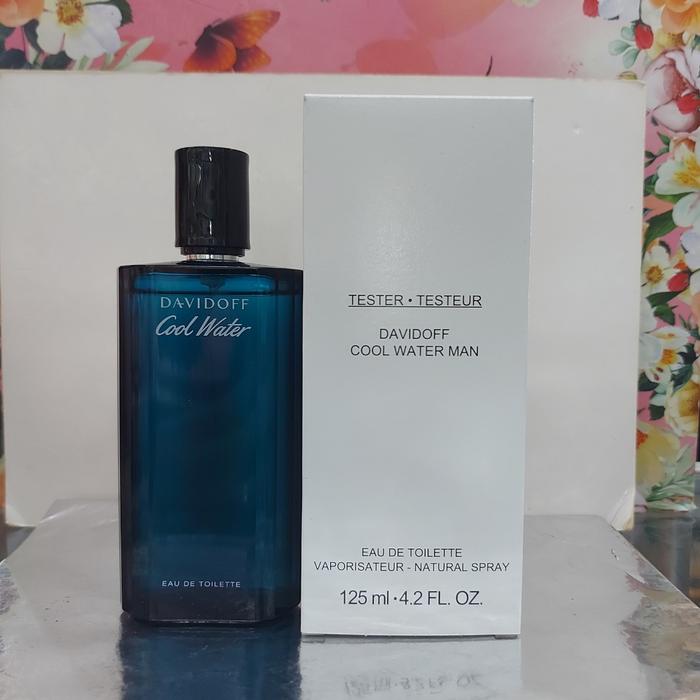 DAVIDOFF
Cool Water
EAU DE TOILETTE
TESTER • TESTEUR
DAVIDOFF
COOL WATER MAN
EAU DE TOILETTE
VAPORISATEUR - NATURAL SPRAY
125 ml • 4.2 FL. OZ.